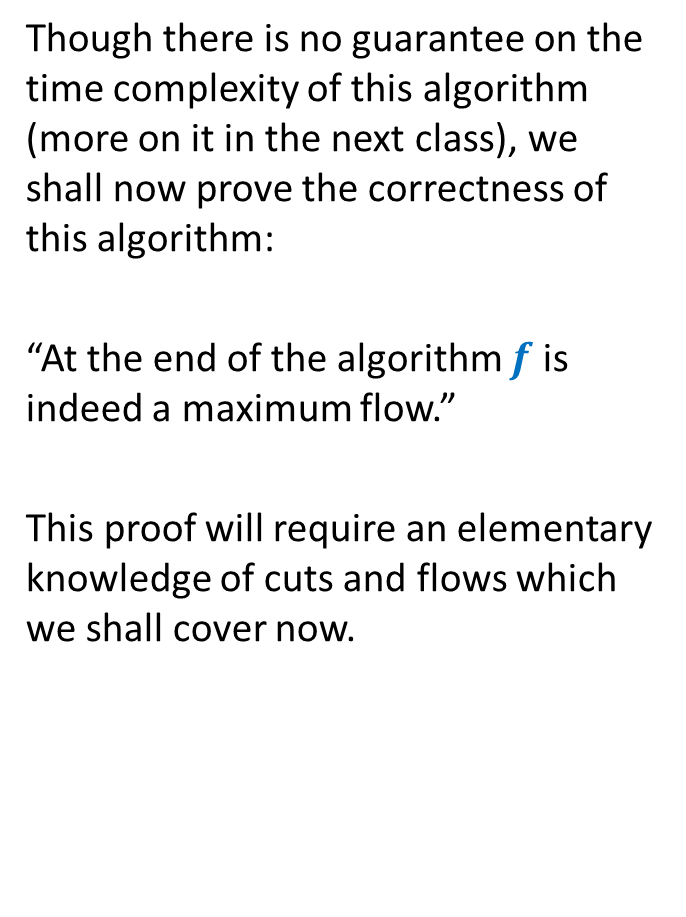 Though there is no guarantee on the
time complexity of this algorithm
(more on it in the next class), we
shall now prove the correctness of
this algorithm:
“At the end of the algorithm f is
indeed a maximum flow.”
This proof will require an elementary
knowledge of cuts and flows which
we shall cover now.